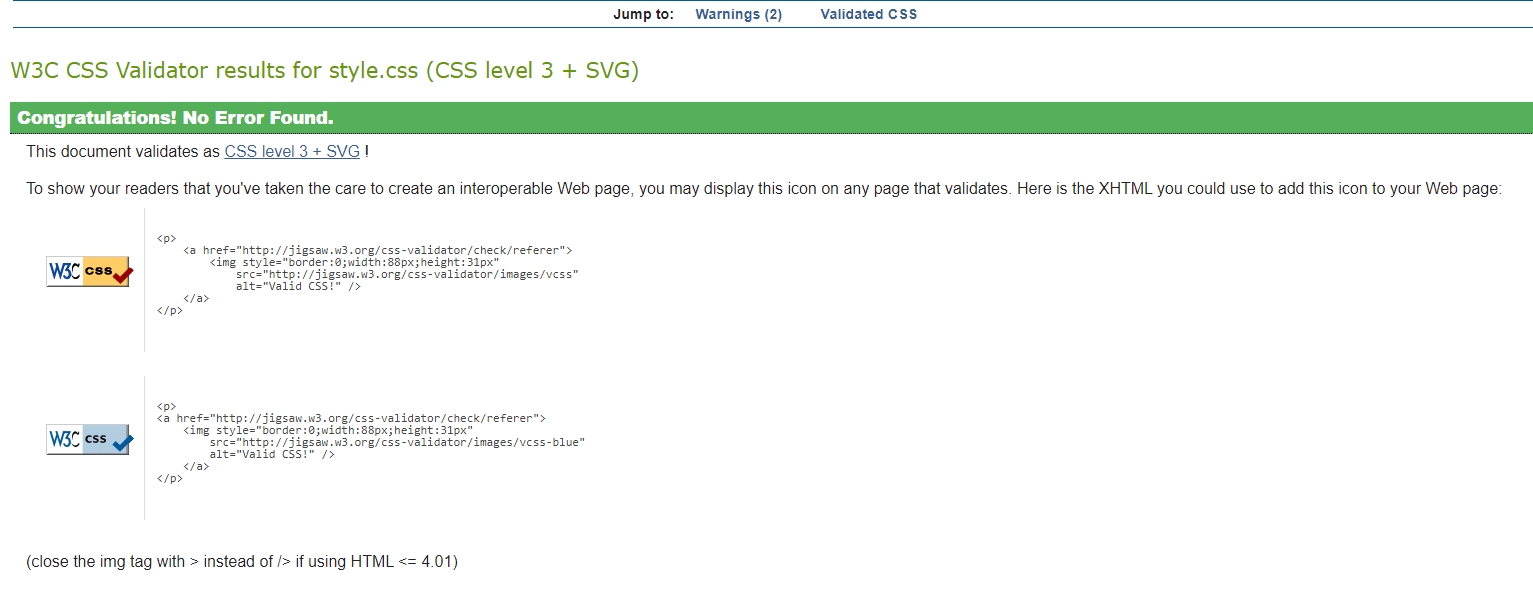 Jump to: Warnings (2) Validated CSS
W3C CSS Validator results for style.css (CSS level 3 + SVG)
Congratulations! No Error Found.
This document validates as CSS level 3 + SVG !
To show your readers that you've taken the care to create an interoperable Web page, you may display this icon on any page that validates. Here is the XHTML you could use to add this icon to your Web page:
W3C css
<p>
<a href="http://jigsaw.w3.org/css-validator/check/referer">
<img style="border:0;width:88px;height:31px"
src="http://jigsaw.w3.org/css-validator/images/vcss"
alt="Valid CSS!" />
</a>
</p>
W3C css
<p>
<a href="http://jigsaw.w3.org/css-validator/check/referer">
<img style="border:0;width:88px;height:31px"
src="http://jigsaw.w3.org/css-validator/images/vcss-blue"
alt="Valid CSS!" />
</a>
</p>
(close the img tag with > instead of /> if using HTML <= 4.01)